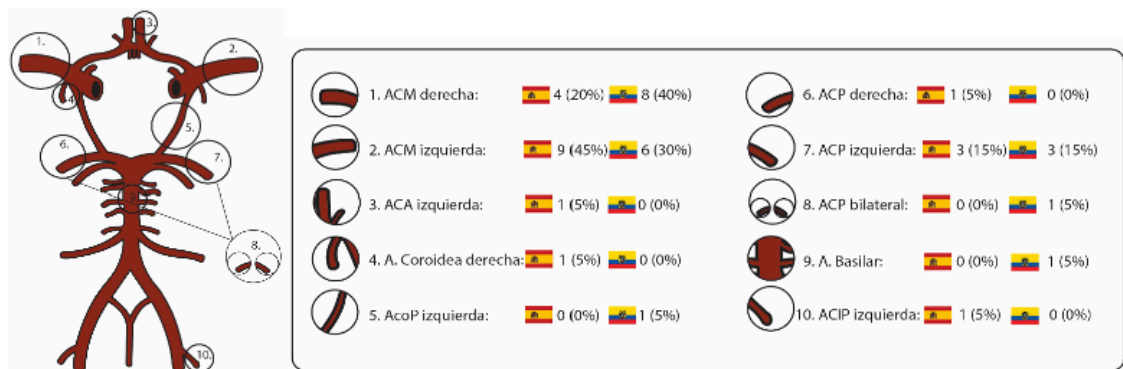 3.
1.
2.
4.
5.
6.
7.
9.
8.
10.
1. ACM derecha: 4 (20%) 8 (40%)
2. ACM izquierda: 9 (45%) 6 (30%)
3. ACA izquierda: 1 (5%) 0 (0%)
4. A. Coroidea derecha: 1 (5%) 0 (0%)
5. AcoP izquierda: 0 (0%) 1 (5%)
6. ACP derecha: 1 (5%) 0 (0%)
7. ACP izquierda: 3 (15%) 3 (15%)
8. ACP bilateral: 0 (0%) 1 (5%)
9. A. Basilar: 0 (0%) 1 (5%)
10. ACIP izquierda: 1 (5%) 0 (0%)